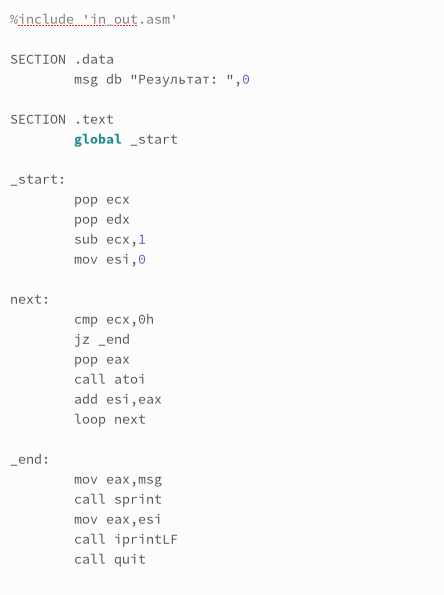 %include 'in_out.asm'
SECTION .data
msg db "Результат: ",0
SECTION .text
global _start
_start:
pop ecx
pop edx
sub ecx,1
mov esi,0
next:
cmp ecx,0h
jz _end
pop eax
call atoi
add esi,eax
loop next
_end:
mov eax,msg
call sprint
mov eax,esi
call iprintLF
call quit